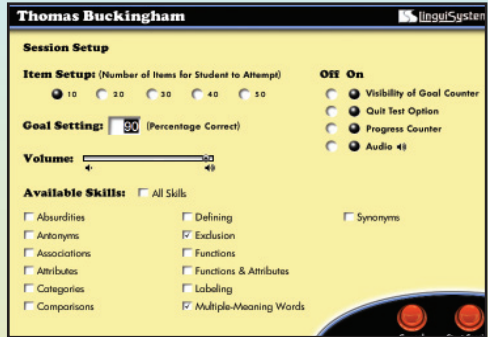 Thomas Buckingham
LinguiSystem
Session Setup
Item Setup: (Number of Items for Student to Attempt)
10 20 30 40 50
Goal Setting: 90 (Percentage Correct)
Volume:
Off On
Visibility of Goal Counter
Quit Test Option
Progress Counter
Audio
Available Skills: All Skills
Absurdities
Antonyms
Associations
Attributes
Categories
Comparisons
Defining
Exclusion
Functions
Functions & Attributes
Labeling
Multiple-Meaning Words
Synonyms